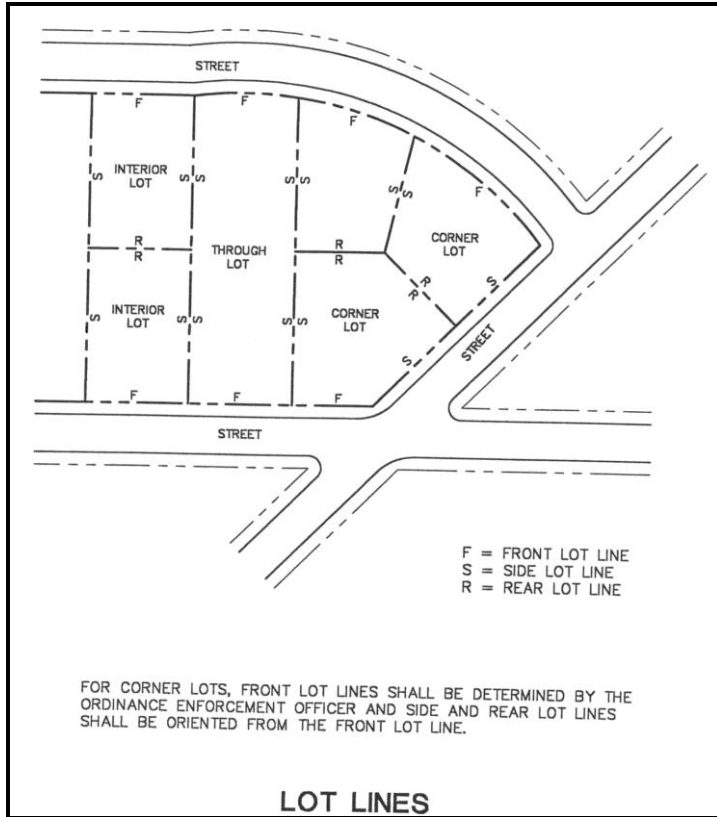 STREET
F
F
F
F
S
INTERIOR
LOT
S S
S S
S S
THROUGH
LOT
CORNER
LOT
R
R
R
R
R
R
S
INTERIOR
LOT
S S
S S
CORNER
LOT
S
S
STREET
F
F
F
STREET
F = FRONT LOT LINE
S = SIDE LOT LINE
R = REAR LOT LINE
FOR CORNER LOTS, FRONT LOT LINES SHALL BE DETERMINED BY THE
ORDINANCE ENFORCEMENT OFFICER AND SIDE AND REAR LOT LINES
SHALL BE ORIENTED FROM THE FRONT LOT LINE.
LOT LINES